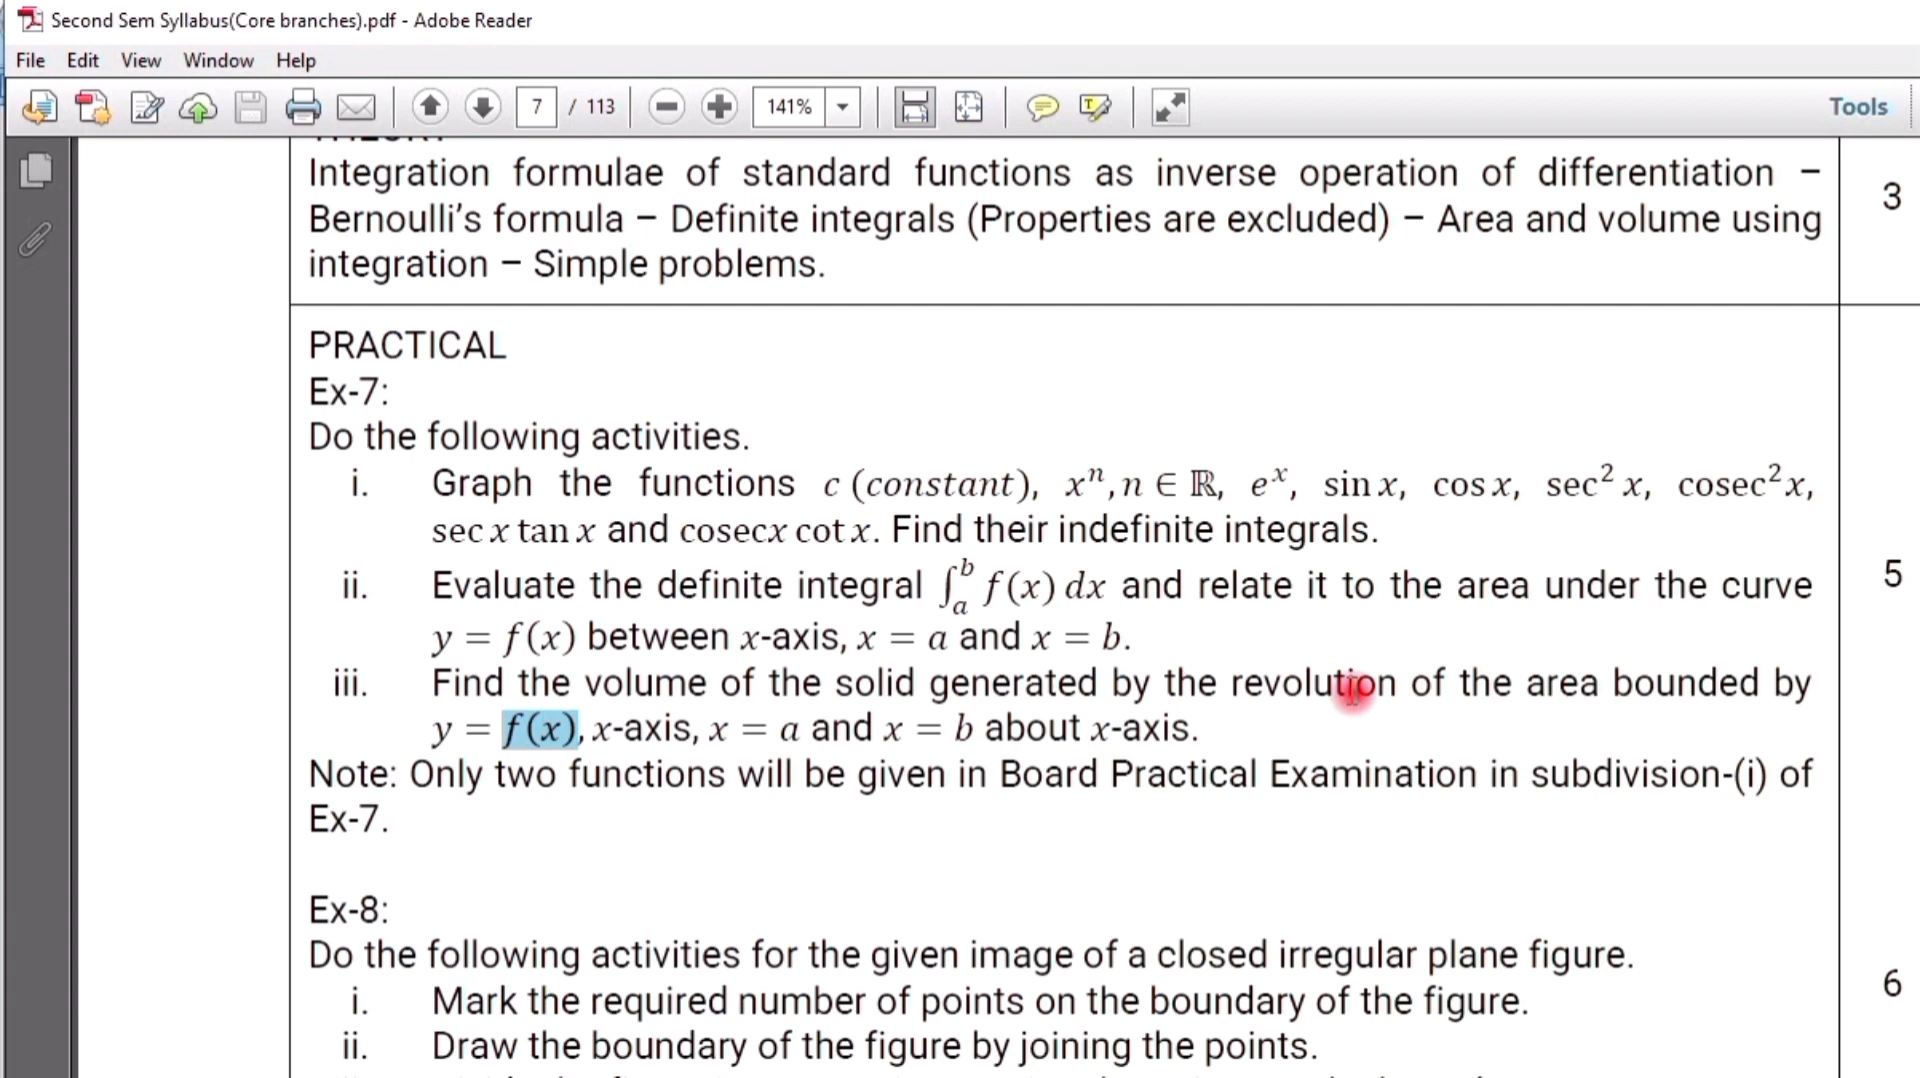 Second Sem Syllabus(Core branches).pdf - Adobe Reader
File Edit View Window Help
7 / 113 141% Tools
Integration formulae of standard functions as inverse operation of differentiation –
Bernoulli's formula – Definite integrals (Properties are excluded) – Area and volume using
integration – Simple problems.
3
PRACTICAL
Ex-7:
Do the following activities.
i. Graph the functions c (constant), xⁿ, n ∈ ℝ, eˣ, sin x, cos x, sec² x, cosec²x,
sec x tan x and cosecx cot x. Find their indefinite integrals.
ii. Evaluate the definite integral ∫ₐᵇ f(x) dx and relate it to the area under the curve
5
y = f(x) between x-axis, x = a and x = b.
iii. Find the volume of the solid generated by the revolution of the area bounded by
y = f(x), x-axis, x = a and x = b about x-axis.
Note: Only two functions will be given in Board Practical Examination in subdivision-(i) of
Ex-7.
Ex-8:
Do the following activities for the given image of a closed irregular plane figure.
6
i. Mark the required number of points on the boundary of the figure.
ii. Draw the boundary of the figure by joining the points.